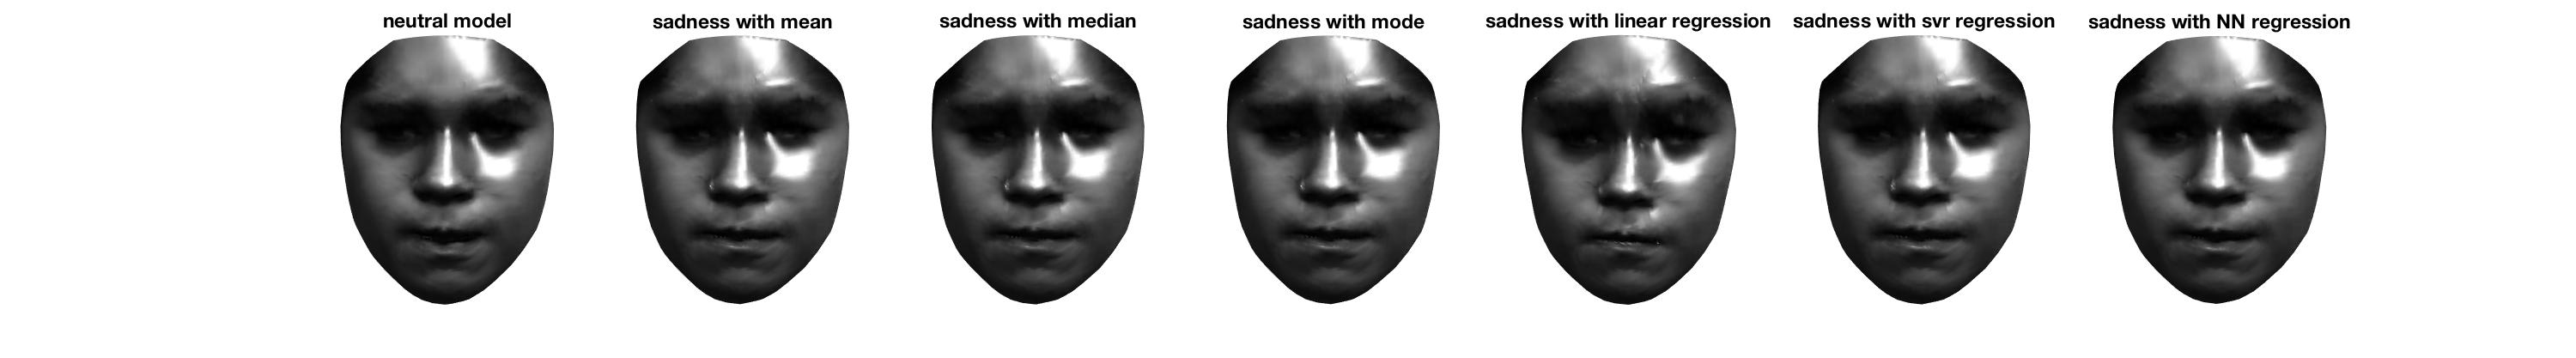 neutral model
sadness with mean
sadness with median
sadness with mode
sadness with linear regression
sadness with svr regression
sadness with NN regression